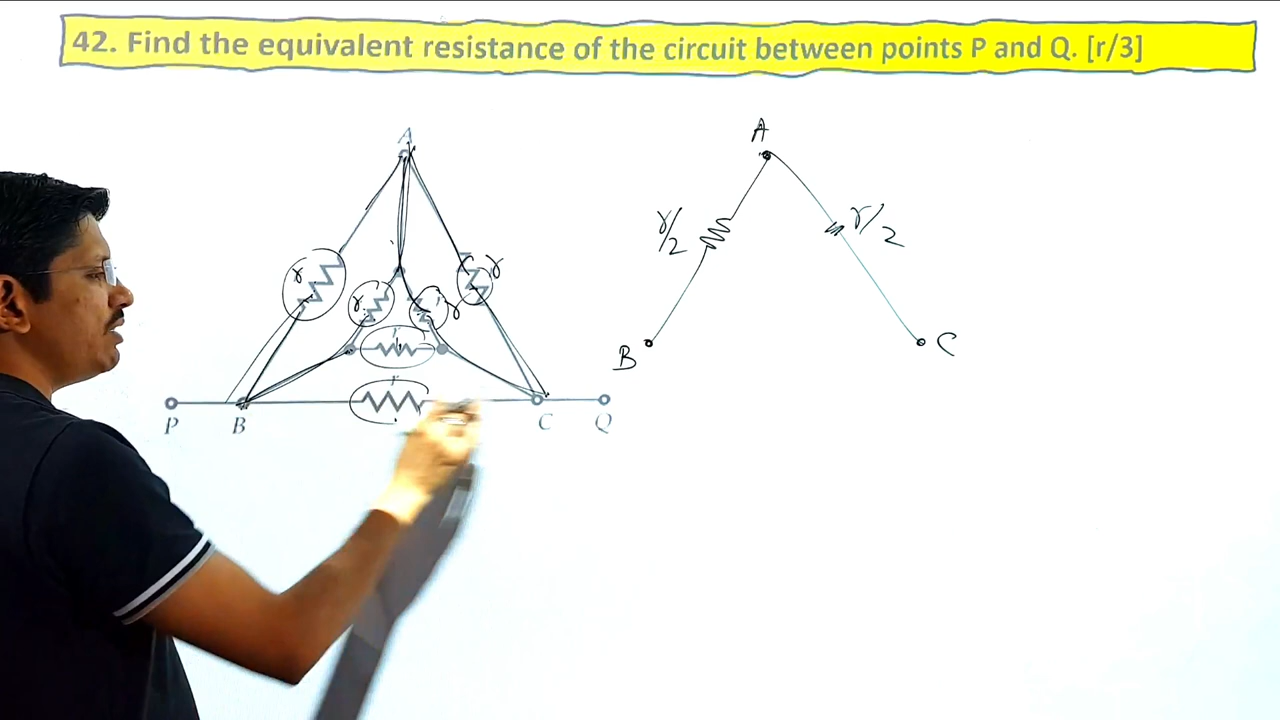 42. Find the equivalent resistance of the circuit between points P and Q. [r/3]
A
A
r
r
r/2
r/2
r
r
r
B
C
r
P
B
C
Q